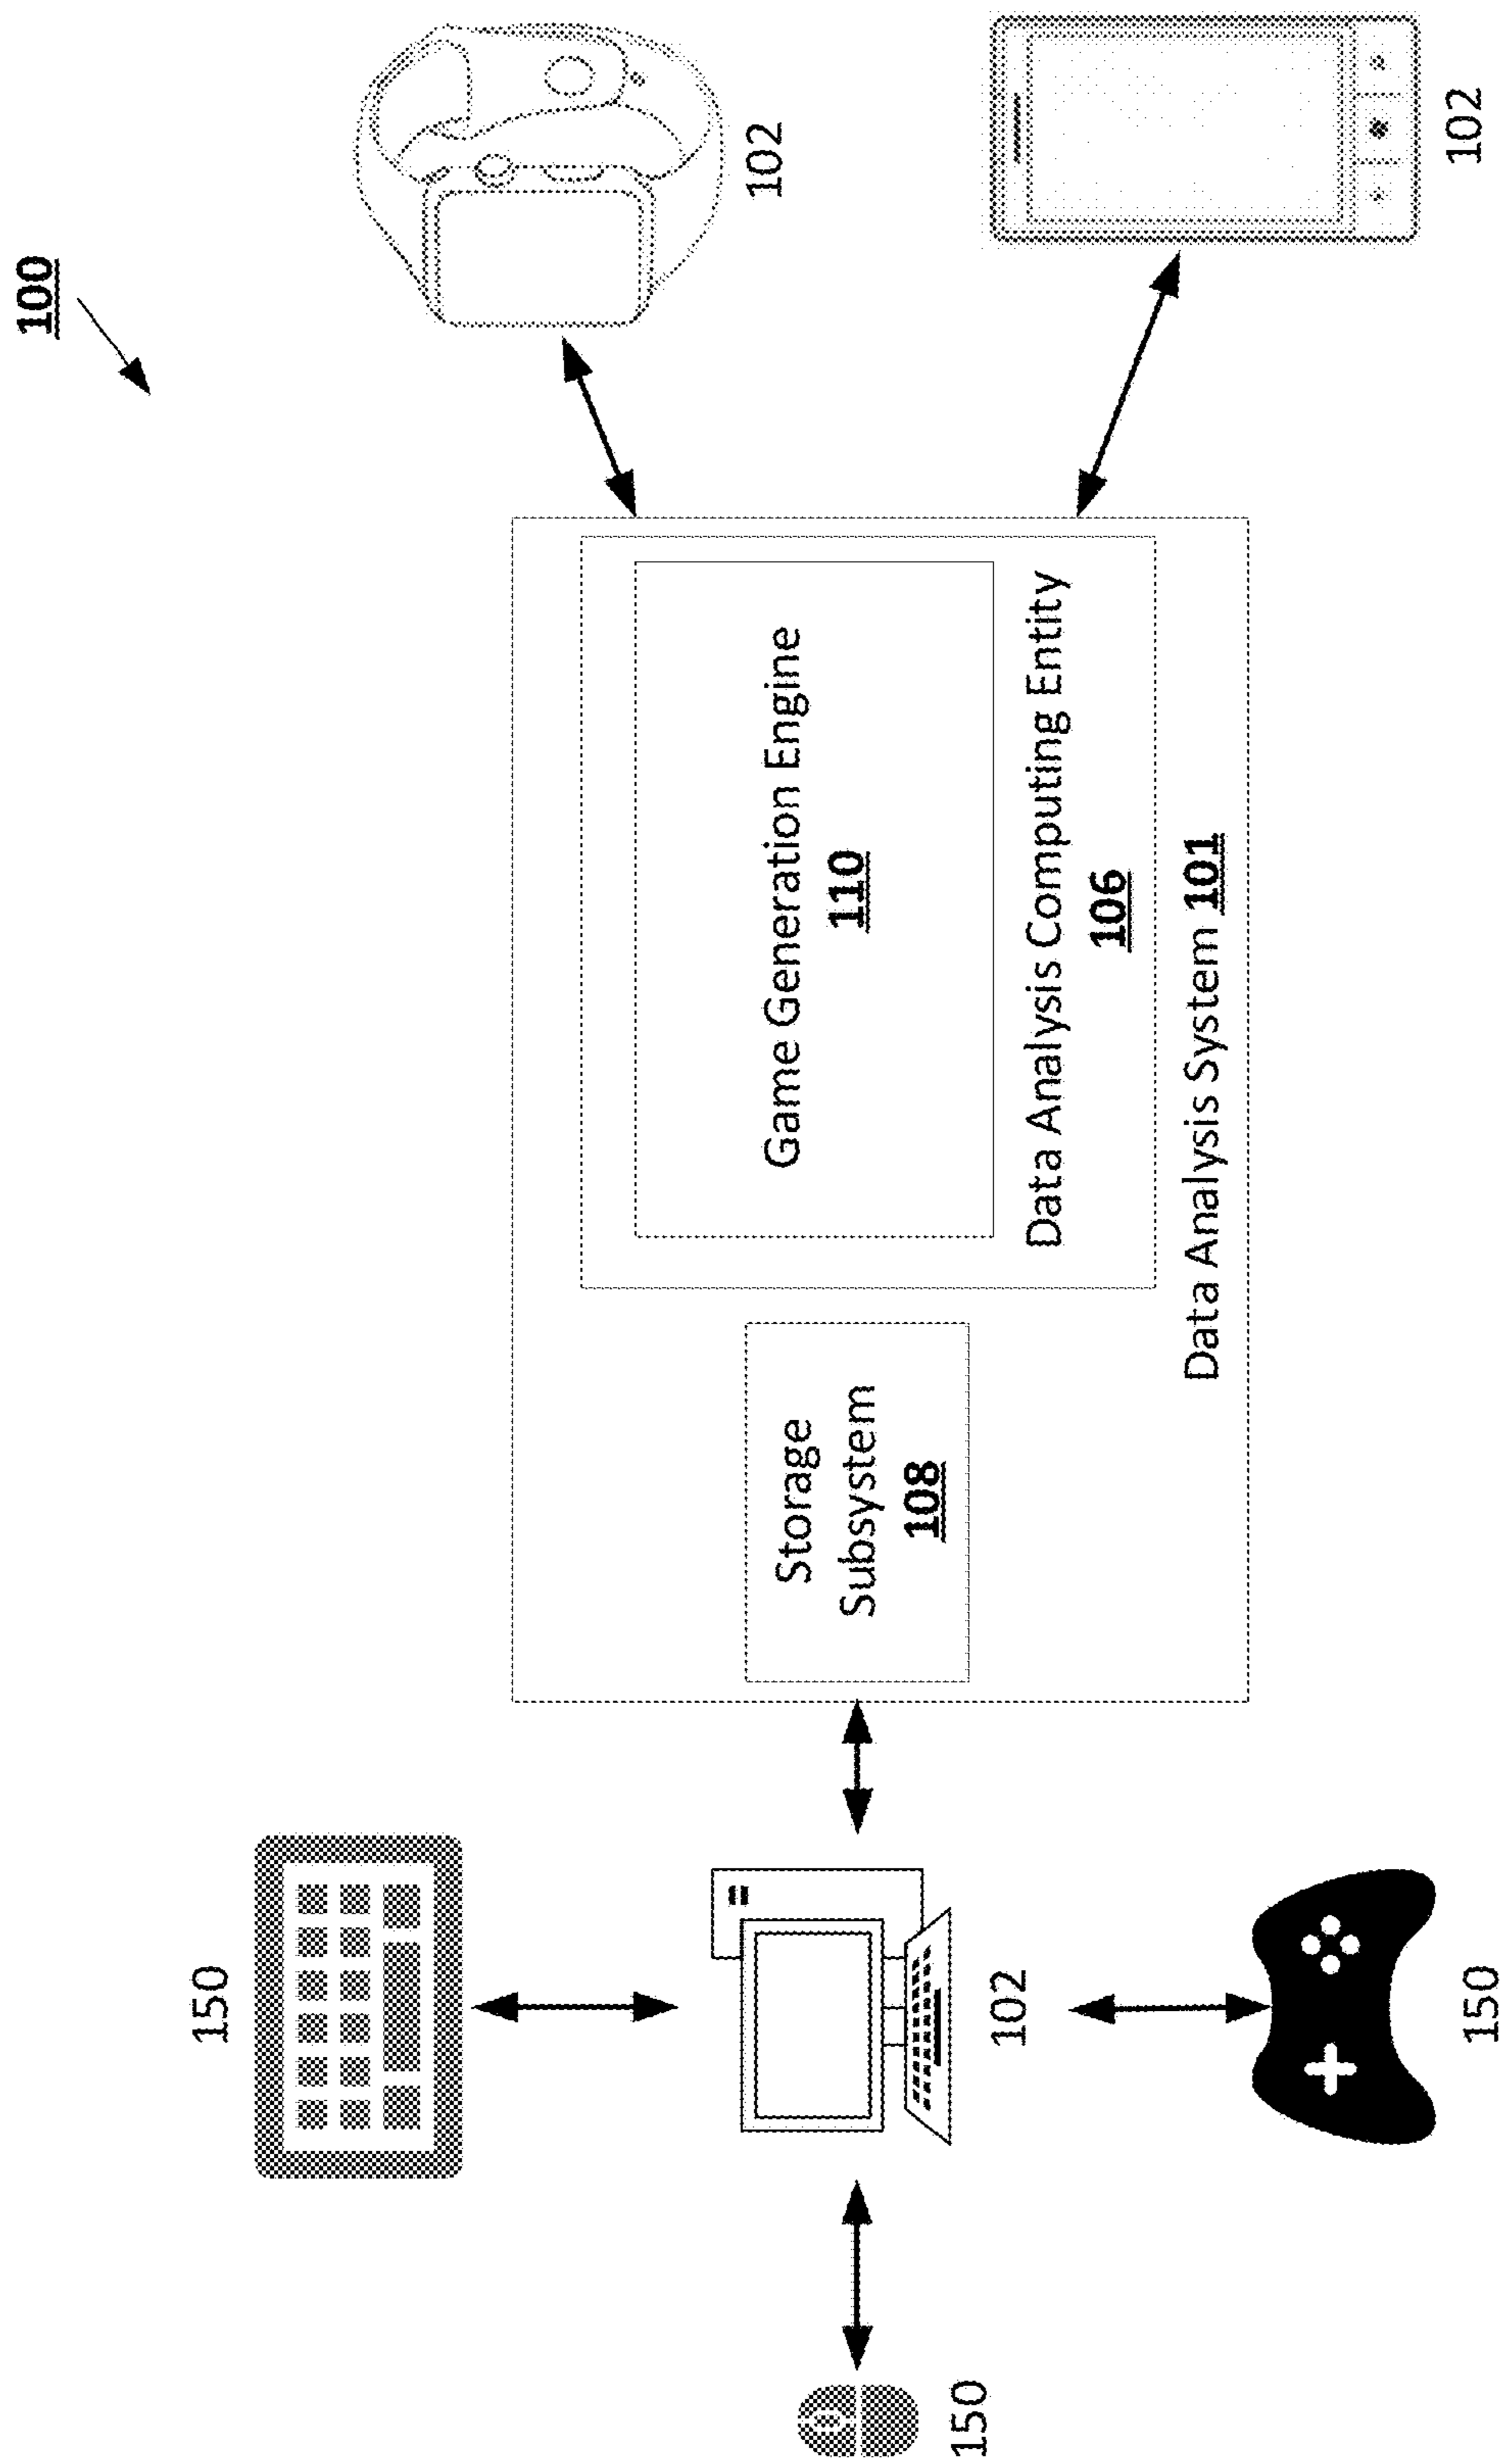 100
150
150
102
150
Storage
Subsystem
108
Game Generation Engine
110
Data Analysis Computing Entity
106
Data Analysis System 101
102
102